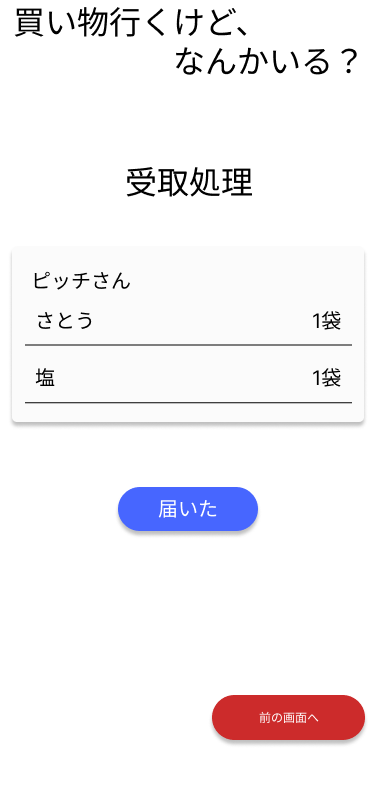 買い物行くけど、
なんかいる？
受取処理
ピッチさん
さとう 1袋
塩 1袋
届いた
前の画面へ